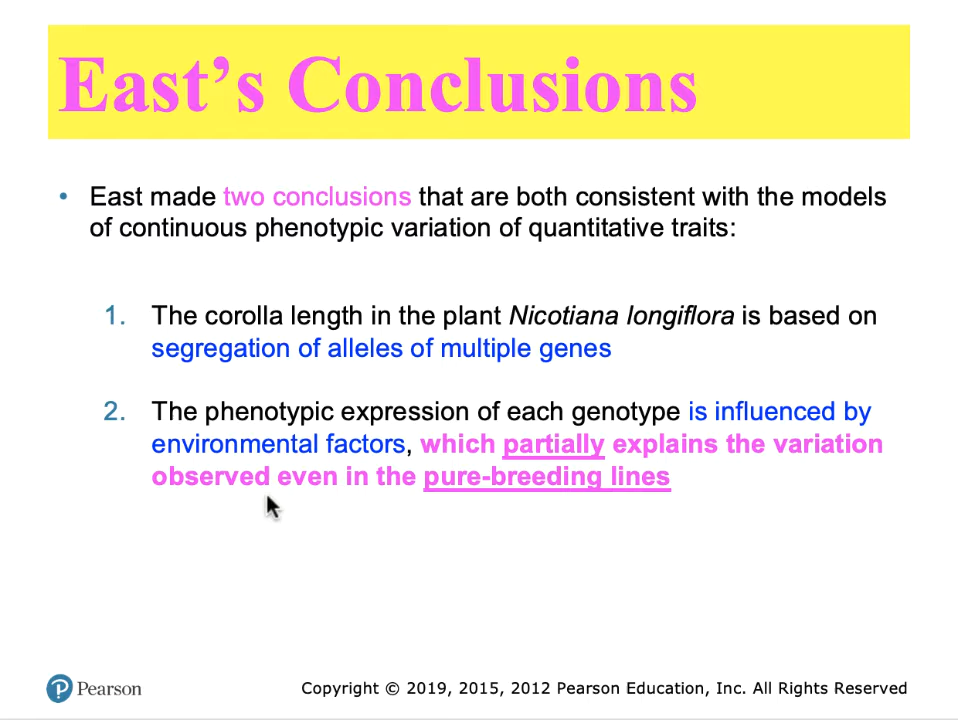 East’s Conclusions
• East made two conclusions that are both consistent with the models
of continuous phenotypic variation of quantitative traits:
1. The corolla length in the plant Nicotiana longiflora is based on
segregation of alleles of multiple genes
2. The phenotypic expression of each genotype is influenced by
environmental factors, which partially explains the variation
observed even in the pure-breeding lines
Pearson
Copyright © 2019, 2015, 2012 Pearson Education, Inc. All Rights Reserved